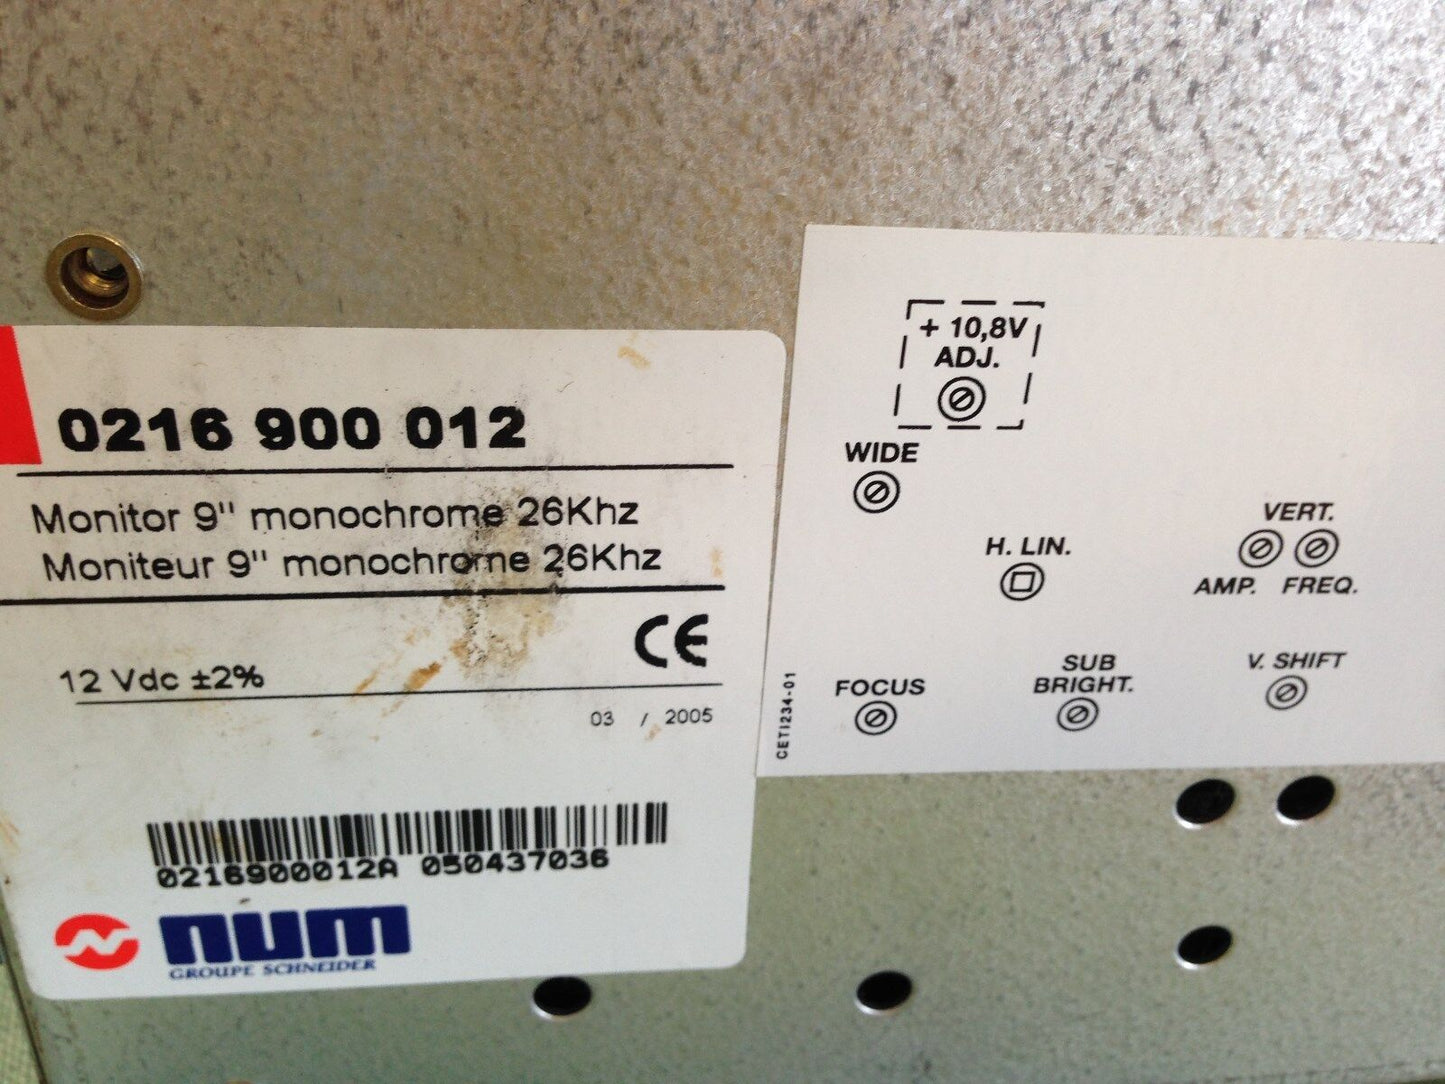 0216 900 012
Monitor 9" monochrome 26Khz
Moniteur 9" monochrome 26Khz
CE
12 Vdc ±2%
03 / 2005
0216900012A 050437036
num
GROUPE SCHNEIDER
+ 10,8V
ADJ.
WIDE
H. LIN.
VERT.
AMP. FREQ.
FOCUS
SUB
BRIGHT.
V. SHIFT
CETI234-01